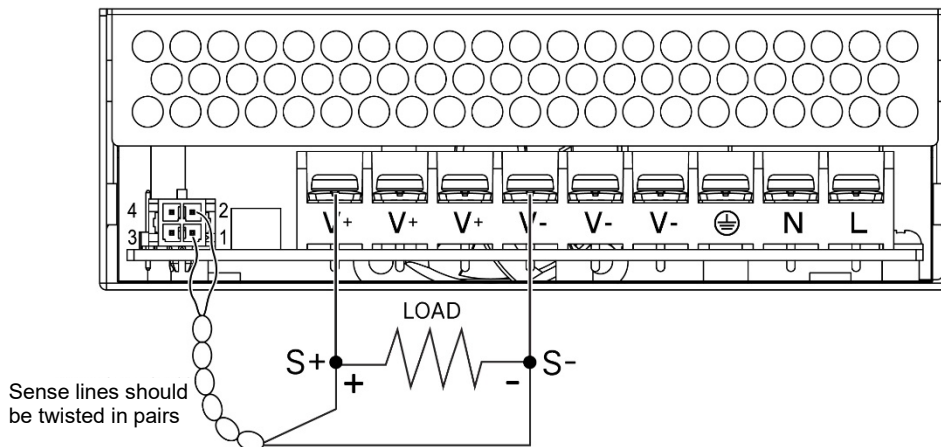 4 2
3 1
V+ V+ V+ V- V- V- N L
LOAD
S+ S-
+ -
Sense lines should
be twisted in pairs